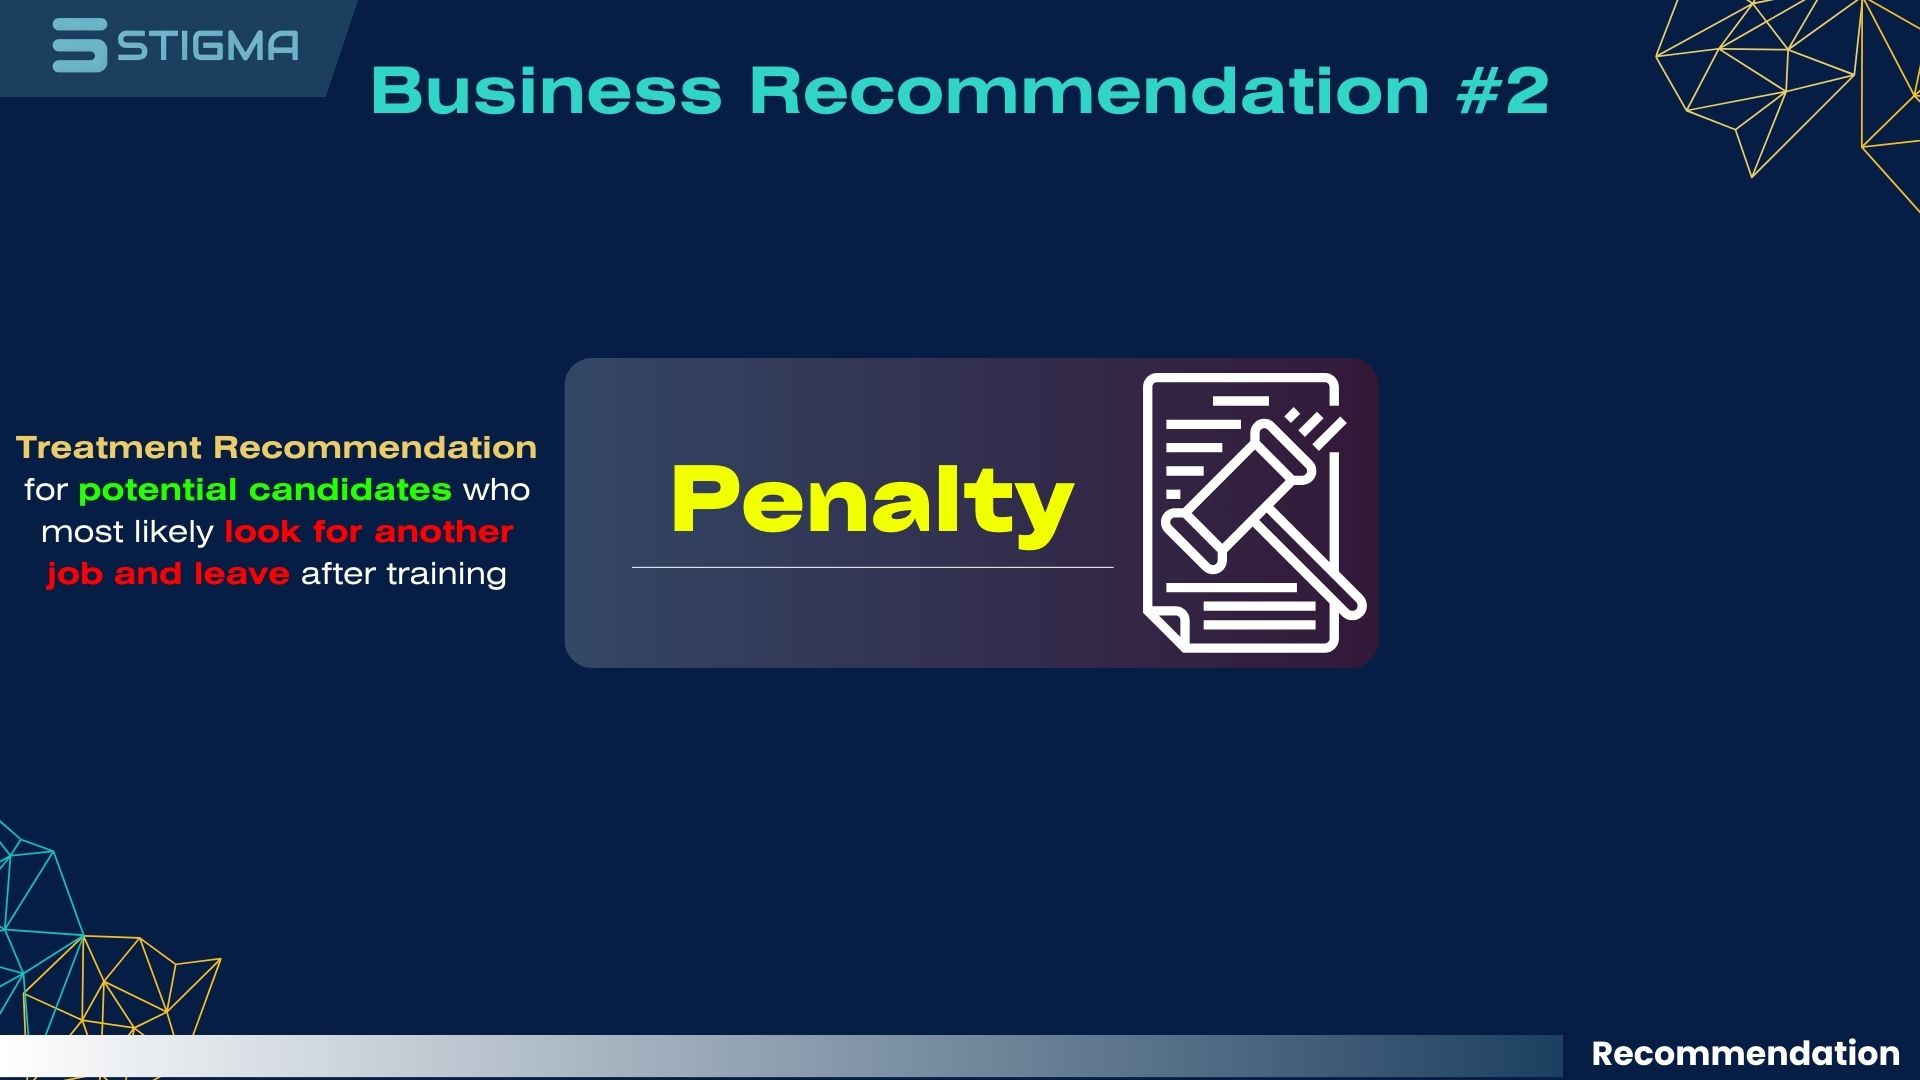 STIGMA
Business Recommendation #2
Treatment Recommendation
for potential candidates who
most likely look for another
job and leave after training
Penalty
Recommendation